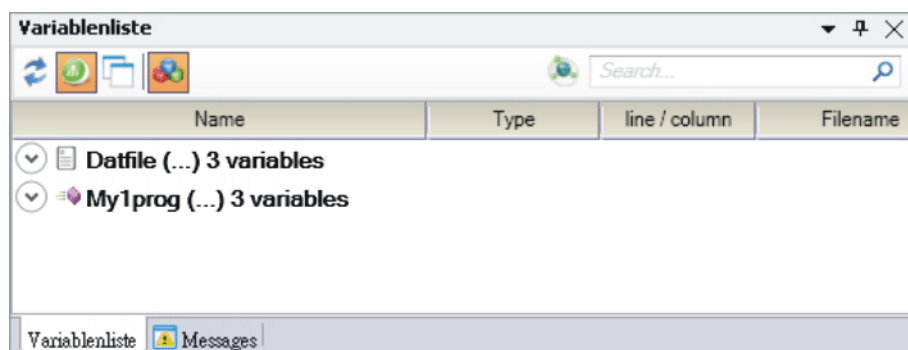 Variablenliste
Search...
Name Type line / column Filename
Datfile (...) 3 variables
My1prog (...) 3 variables
Variablenliste Messages